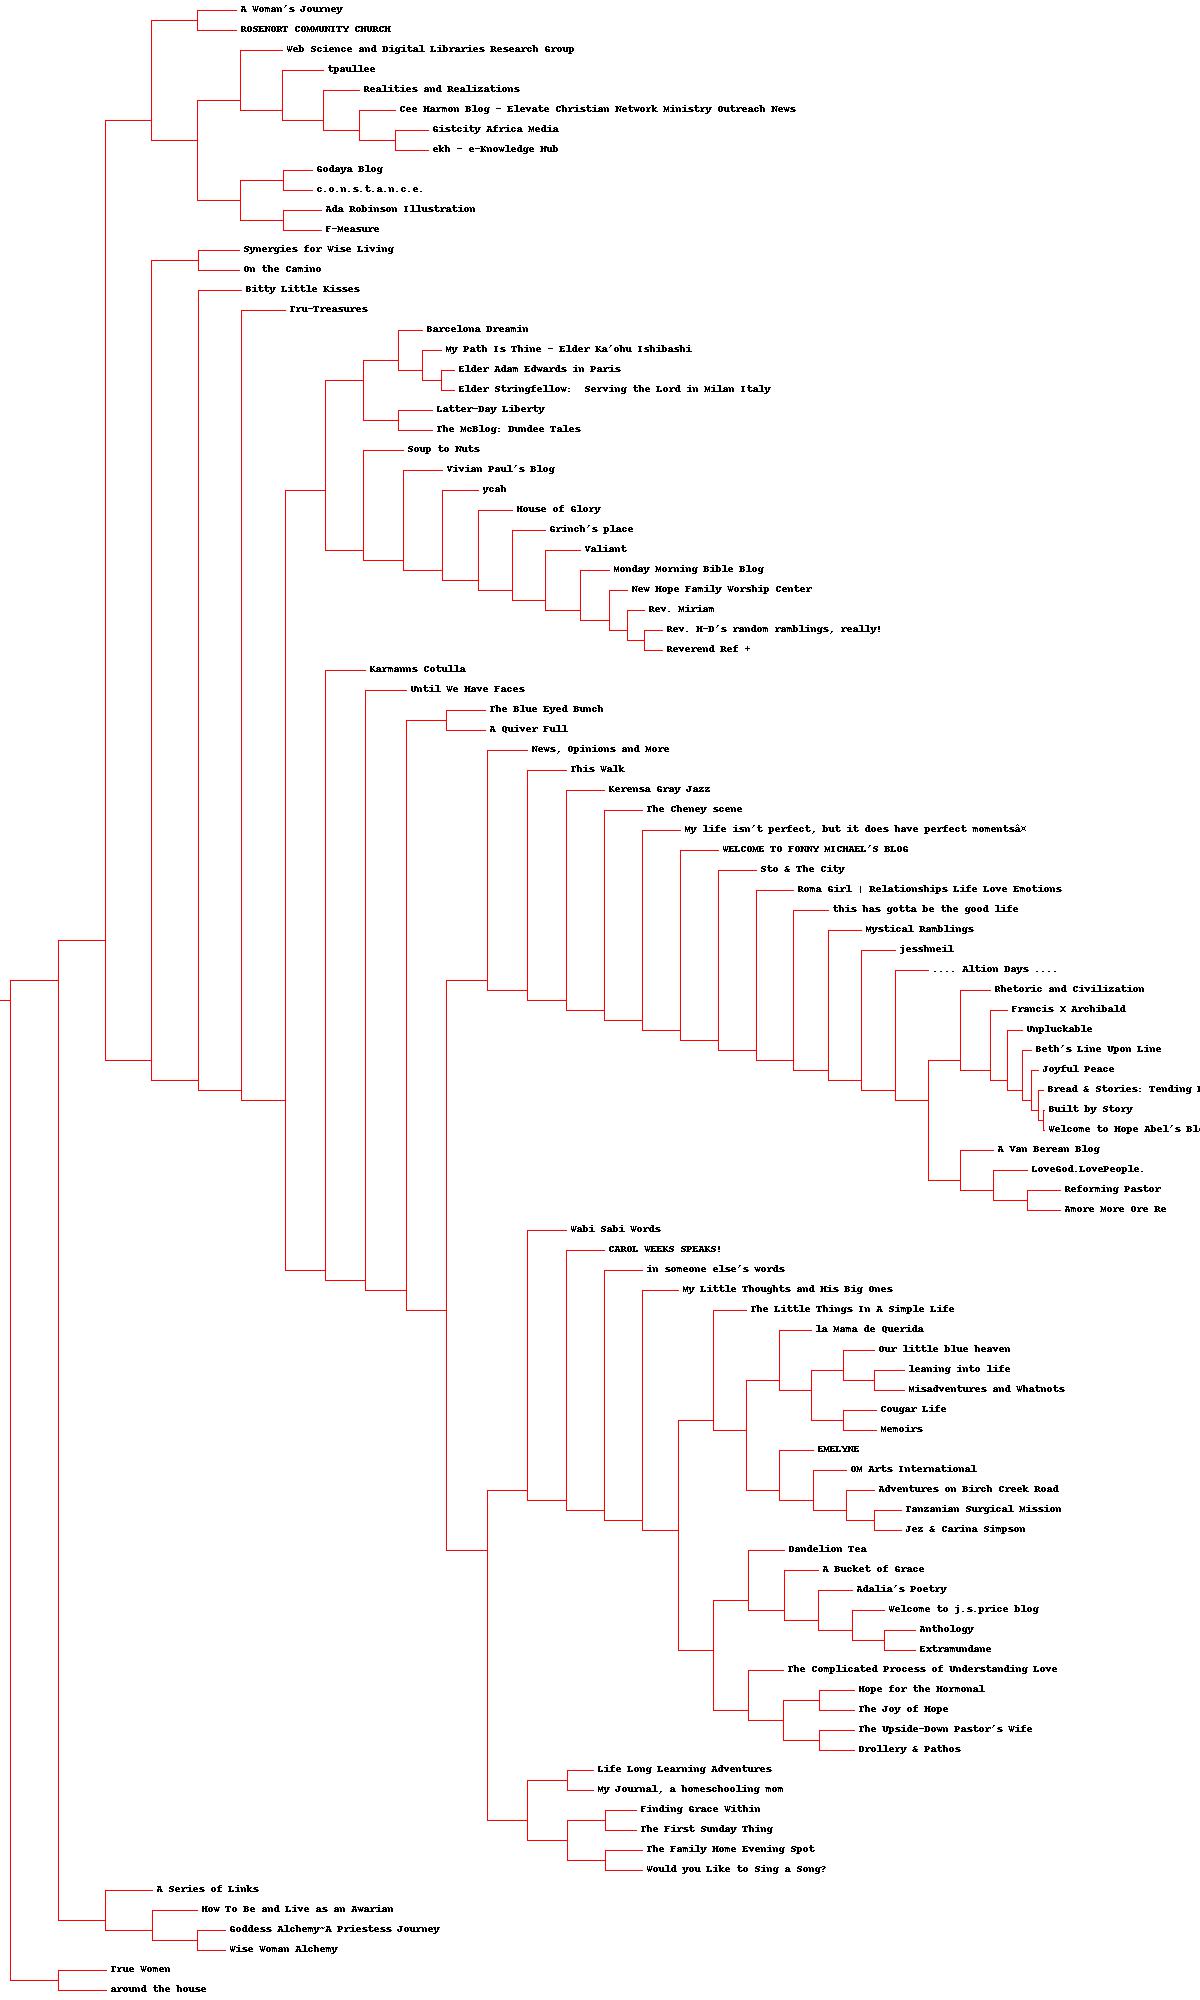 A Woman's Journey
ROSENORT COMMUNITY CHURCH
Web Science and Digital Libraries Research Group
tpaullee
Realities and Realizations
Cee Harmon Blog - Elevate Christian Network Ministry Outreach News
Gistcity Africa Media
ekh - e-Knowledge Hub
Godaya Blog
c.o.n.s.t.a.n.c.e.
Ada Robinson Illustration
F-Measure
Synergies for Wise Living
On the Camino
Bitty Little Kisses
Tru-Treasures
Barcelona Dreamin
My Path Is Thine - Elder Ka'ohu Ishibashi
Elder Adam Edwards in Paris
Elder Stringfellow:  Serving the Lord in Milan Italy
Latter-Day Liberty
The McBlog: Dundee Tales
Soup to Nuts
Vivian Paul's Blog
ycah
House of Glory
Grinch's place
Valiant
Monday Morning Bible Blog
New Hope Family Worship Center
Rev. Miriam
Rev. H-D's random ramblings, really!
Reverend Ref +
Karmanns Cotulla
Until We Have Faces
The Blue Eyed Bunch
A Quiver Full
News, Opinions and More
This Walk
Kerensa Gray Jazz
The Cheney scene
My life isn't perfect, but it does have perfect momentsâ¤
WELCOME TO FONNY MICHAEL'S BLOG
Sto & The City
Roma Girl | Relationships Life Love Emotions
this has gotta be the good life
Mystical Ramblings
jesshneil
.... Altion Days ....
Rhetoric and Civilization
Francis X Archibald
Unpluckable
Beth's Line Upon Line
Joyful Peace
Bread & Stories: Tending
Built by Story
Welcome to Hope Abel's
A Van Berean Blog
LoveGod.LovePeople.
Reforming Pastor
Amore More Ore Re
Wabi Sabi Words
CAROL WEEKS SPEAKS!
in someone else's words
My Little Thoughts and His Big Ones
The Little Things In A Simple Life
la Mama de Querida
Our little blue heaven
leaning into life
Misadventures and Whatnots
Cougar Life
Memoirs
EMELYNE
OM Arts International
Adventures on Birch Creek Road
Tanzanian Surgical Mission
Jez & Carina Simpson
Dandelion Tea
A Bucket of Grace
Adalia's Poetry
Welcome to j.s.price blog
Anthology
Extramundane
The Complicated Process of Understanding Love
Hope for the Hormonal
The Joy of Hope
The Upside-Down Pastor's Wife
Drollery & Pathos
Life Long Learning Adventures
My Journal, a homeschooling mom
Finding Grace Within
The First Sunday Thing
The Family Home Evening Spot
Would you Like to Sing a Song?
A Series of Links
How To Be and Live as an Awarian
Goddess Alchemy~A Priestess Journey
Wise Woman Alchemy
True Women
around the house